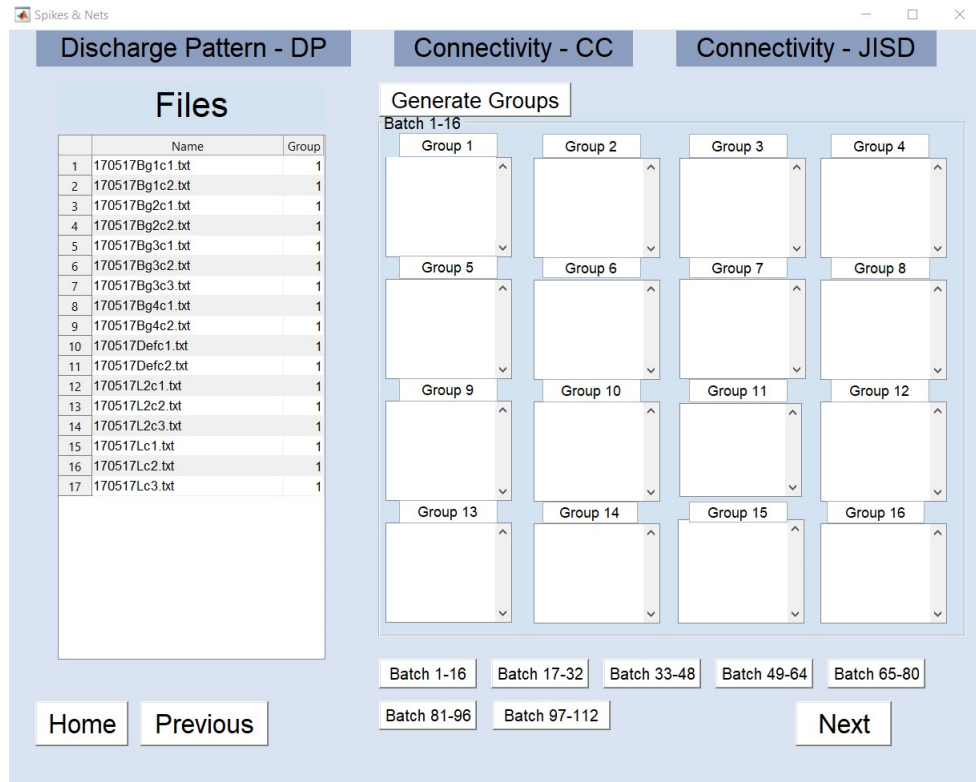 Spikes & Nets
Discharge Pattern - DP
Connectivity - CC
Connectivity - JISD
Files
Name Group
1 170517Bg1c1.txt 1
2 170517Bg1c2.txt 1
3 170517Bg2c1.txt 1
4 170517Bg2c2.txt 1
5 170517Bg3c1.txt 1
6 170517Bg3c2.txt 1
7 170517Bg3c3.txt 1
8 170517Bg4c1.txt 1
9 170517Bg4c2.txt 1
10 170517Defc1.txt 1
11 170517Defc2.txt 1
12 170517L2c1.txt 1
13 170517L2c2.txt 1
14 170517L2c3.txt 1
15 170517Lc1.txt 1
16 170517Lc2.txt 1
17 170517Lc3.txt 1
Generate Groups
Batch 1-16
Group 1 Group 2 Group 3 Group 4
Group 5 Group 6 Group 7 Group 8
Group 9 Group 10 Group 11 Group 12
Group 13 Group 14 Group 15 Group 16
Batch 1-16 Batch 17-32 Batch 33-48 Batch 49-64 Batch 65-80
Batch 81-96 Batch 97-112
Home Previous Next